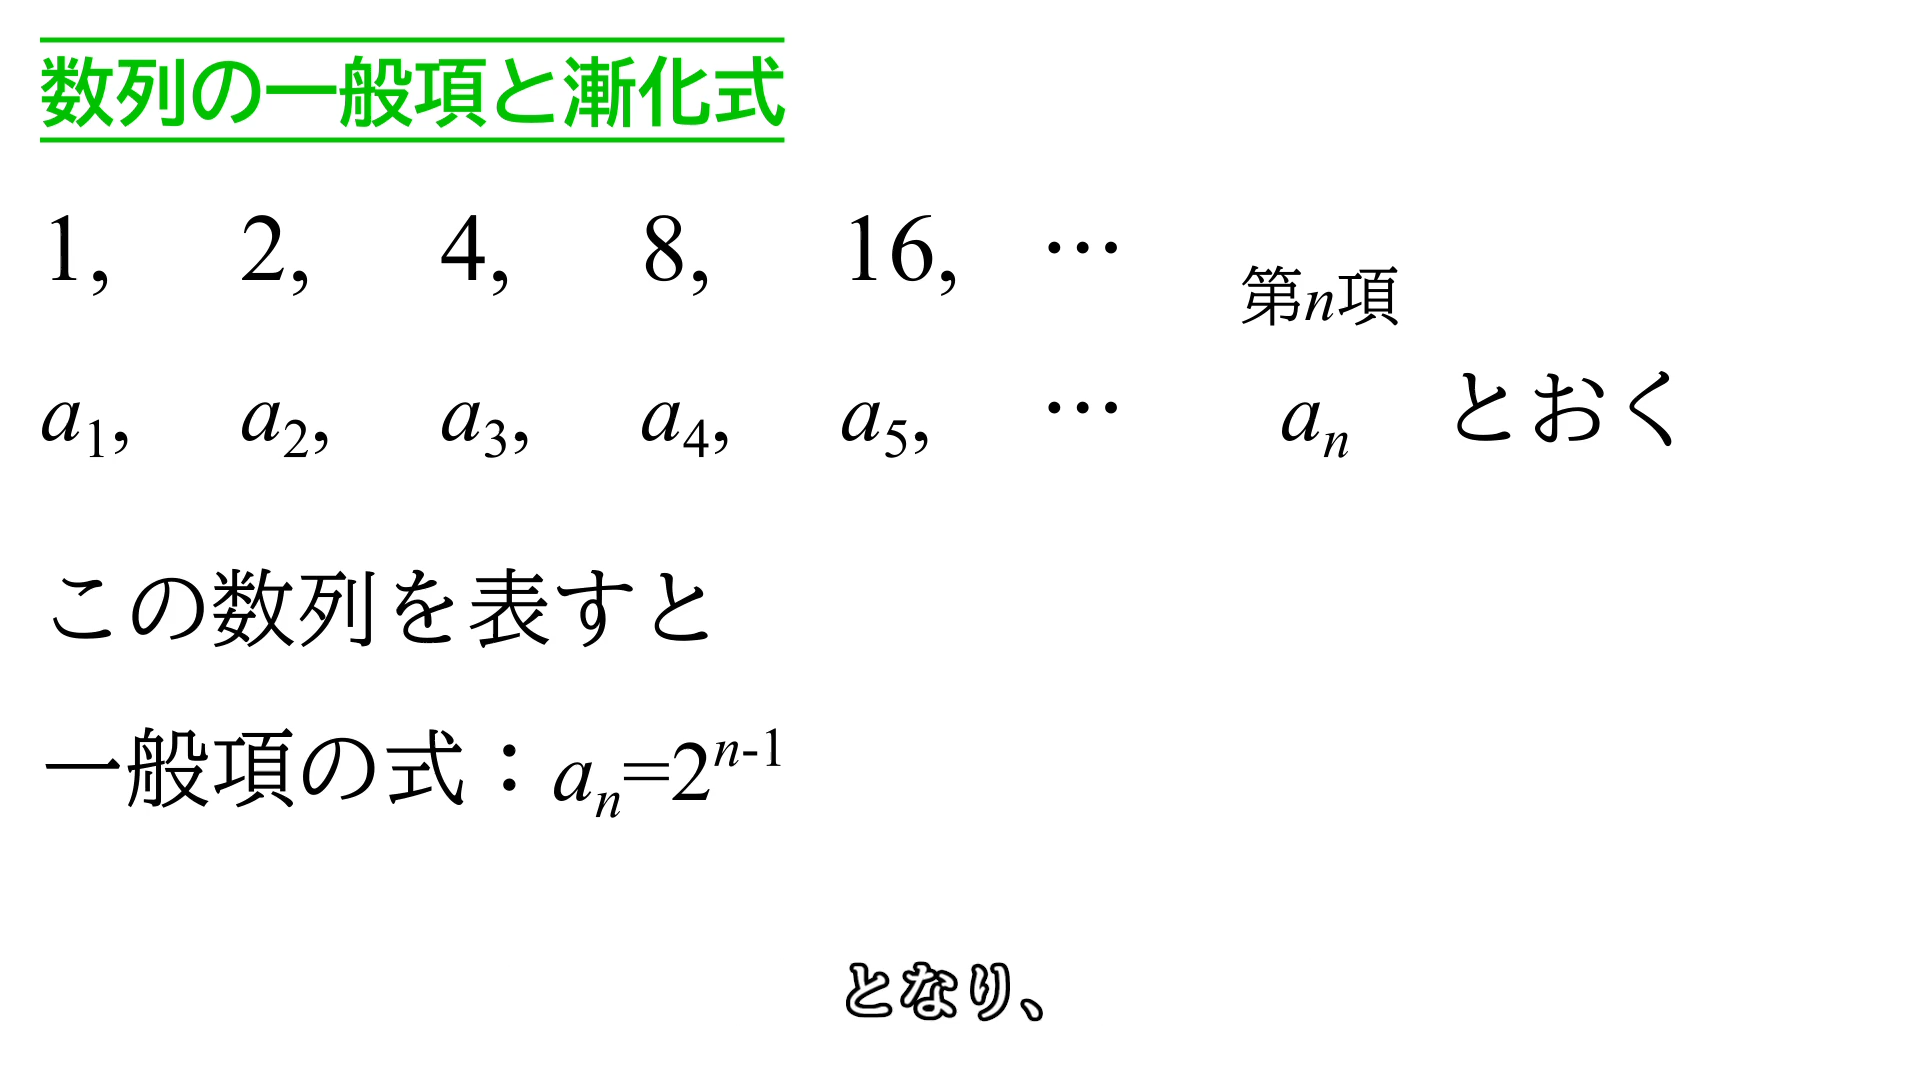 数列の一般項と漸化式
1, 2, 4, 8, 16, …
第n項
a₁, a₂, a₃, a₄, a₅, … aₙ とおく
この数列を表すと
一般項の式：aₙ=2ⁿ⁻¹
となり、